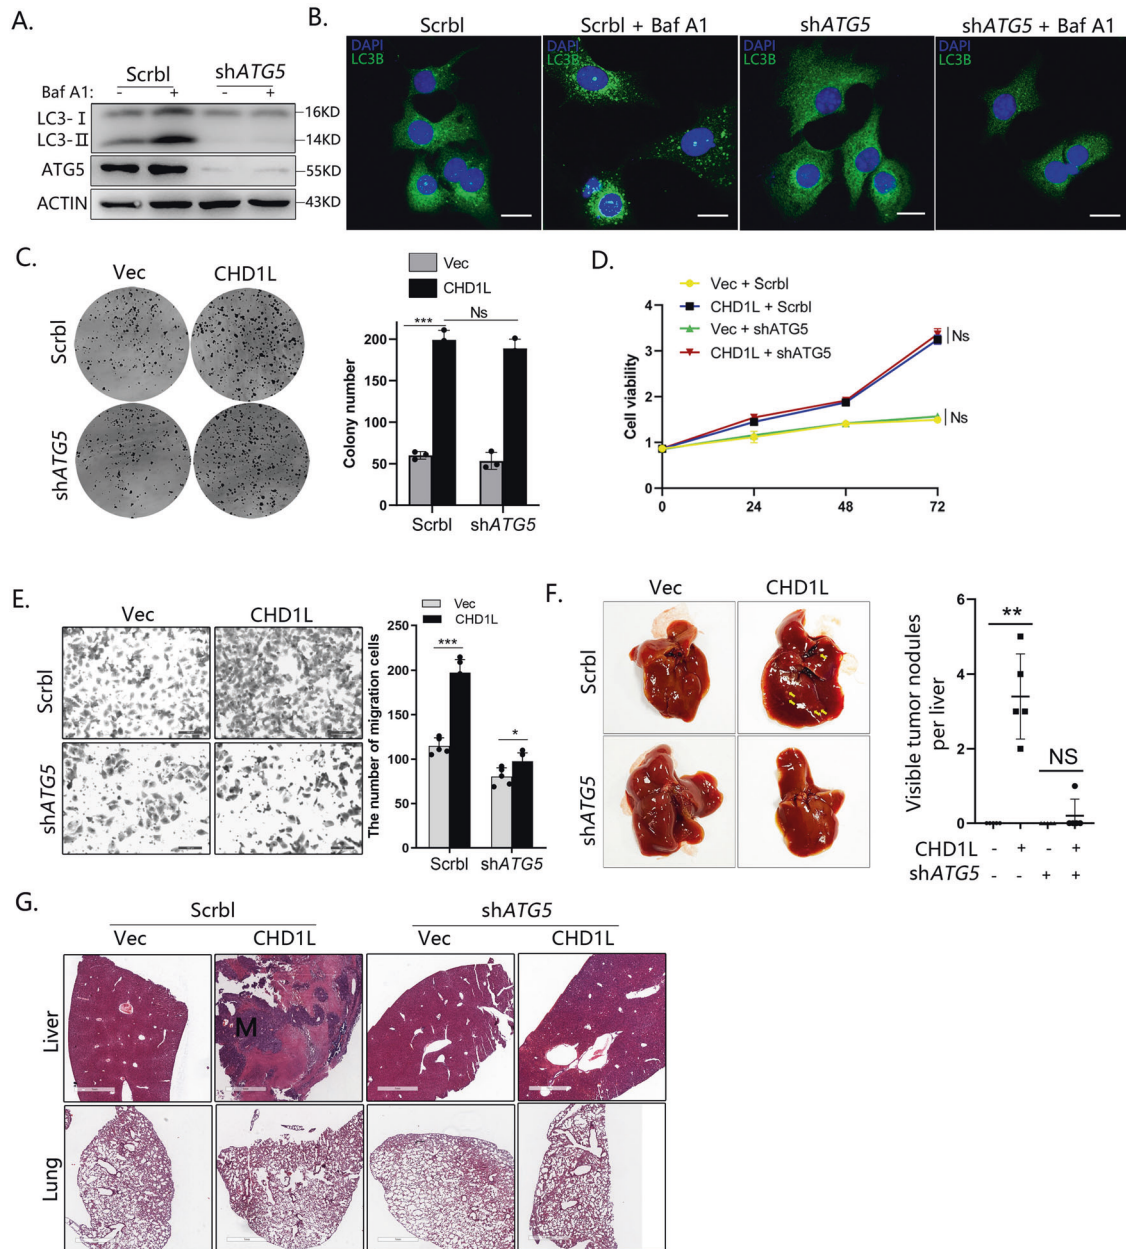 A.
Scrbl shATG5
Baf A1: - + - +
LC3- I
LC3- II
ATG5
ACTIN
16KD
14KD
55KD
43KD
B.
Scrbl Scrbl + Baf A1 shATG5 shATG5 + Baf A1
DAPI DAPI DAPI DAPI
LC3B LC3B LC3B LC3B
C.
Vec CHD1L
Scrbl
shATG5
Vec
CHD1L
*** Ns
Colony number
200
150
100
50
0
Scrbl shATG5
D.
Vec + Scrbl
CHD1L + Scrbl
Vec + shATG5
CHD1L + shATG5
Cell viability
4
3
2
1
0
0 24 48 72
Ns
Ns
E.
Vec CHD1L
Scrbl
shATG5
Vec
CHD1L
***
*
The number of migration cells
250
200
150
100
50
0
Scrbl shATG5
F.
Vec CHD1L
Scrbl
shATG5
Visible tumor nodules
per liver
6
4
2
0
**
NS
CHD1L - + - +
shATG5 - - + +
G.
Scrbl shATG5
Vec CHD1L Vec CHD1L
Liver
M
Lung